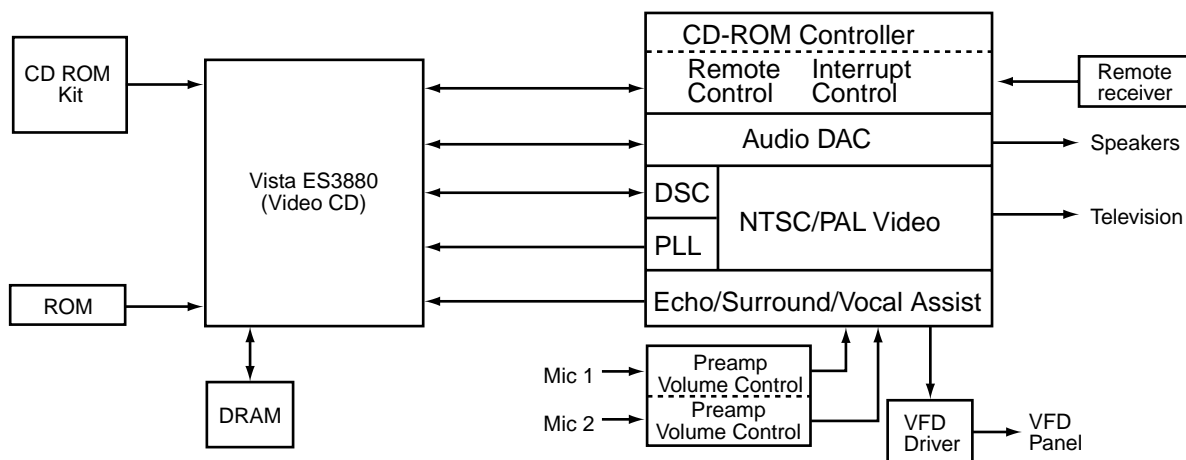 CD ROM
Kit
Vista ES3880
(Video CD)
ROM
DRAM
CD-ROM Controller
Remote
Control
Interrupt
Control
Audio DAC
DSC
PLL
NTSC/PAL Video
Echo/Surround/Vocal Assist
Remote
receiver
Speakers
Television
Mic 1
Preamp
Volume Control
Mic 2
Preamp
Volume Control
VFD
Driver
VFD
Panel